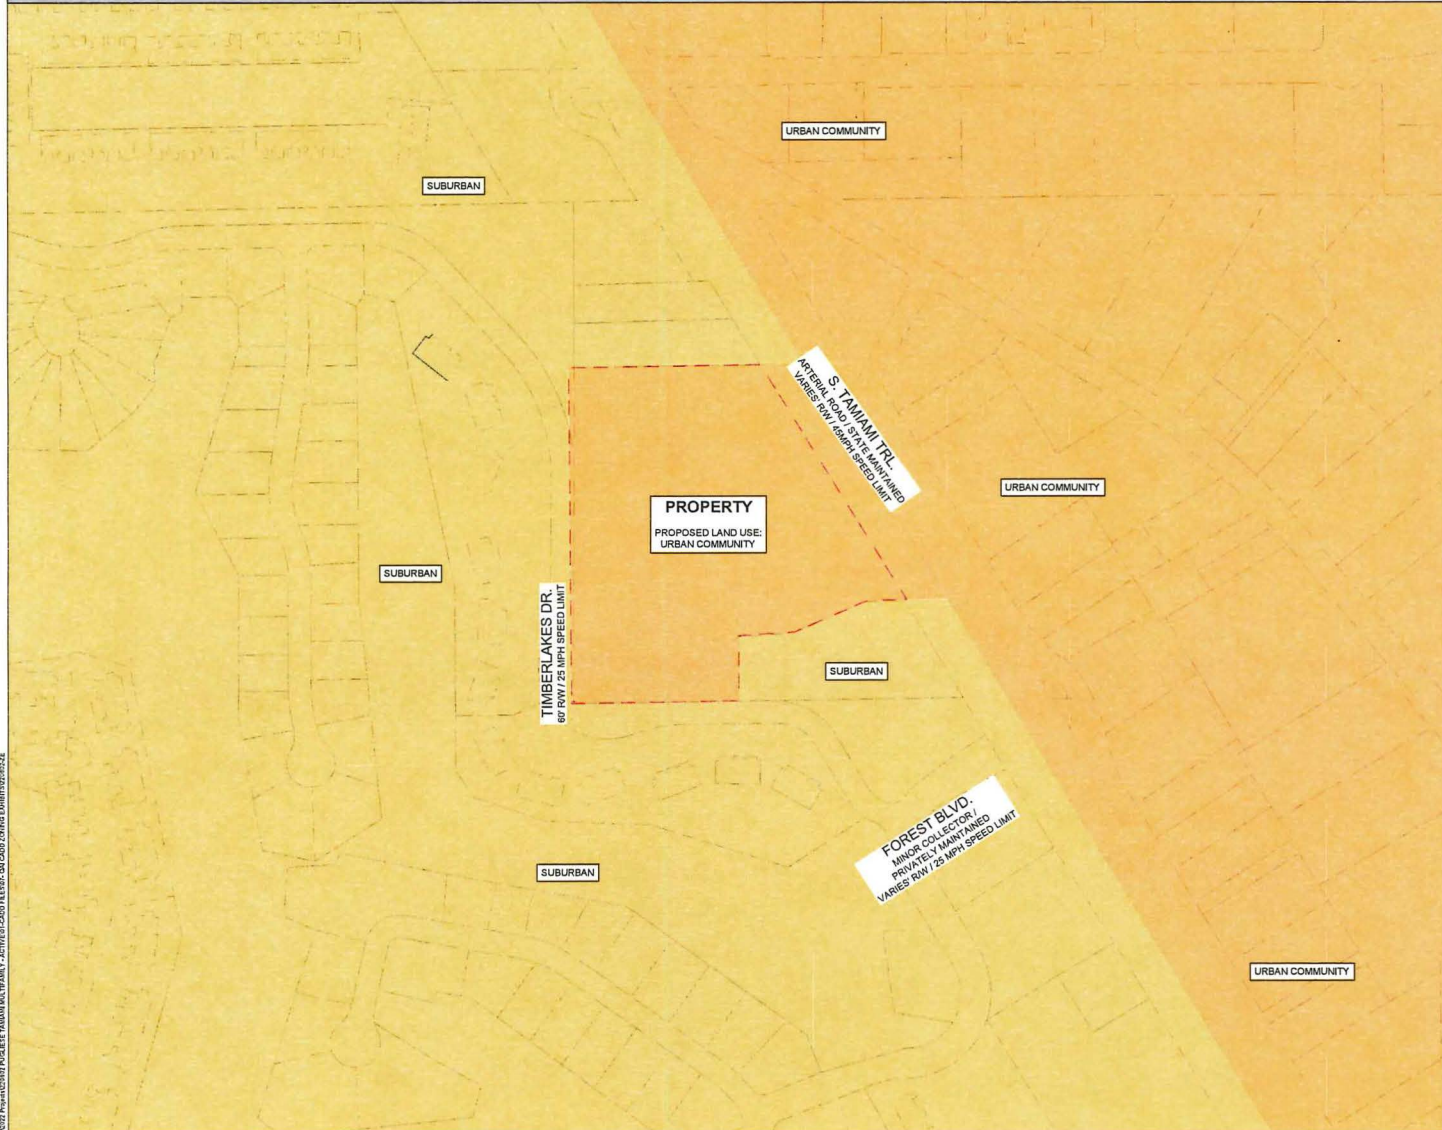 URBAN COMMUNITY
SUBURBAN
S. TAMIAMI TRL.
ARTERIAL ROAD / STATE MAINTAINED
VARIES' R/W / 45MPH SPEED LIMIT
URBAN COMMUNITY
PROPERTY
PROPOSED LAND USE:
URBAN COMMUNITY
SUBURBAN
TIMBERLAKES DR.
60' R/W / 25 MPH SPEED LIMIT
SUBURBAN
FOREST BLVD.
MINOR COLLECTOR /
PRIVATELY MAINTAINED
VARIES' R/W / 25 MPH SPEED LIMIT
SUBURBAN
URBAN COMMUNITY